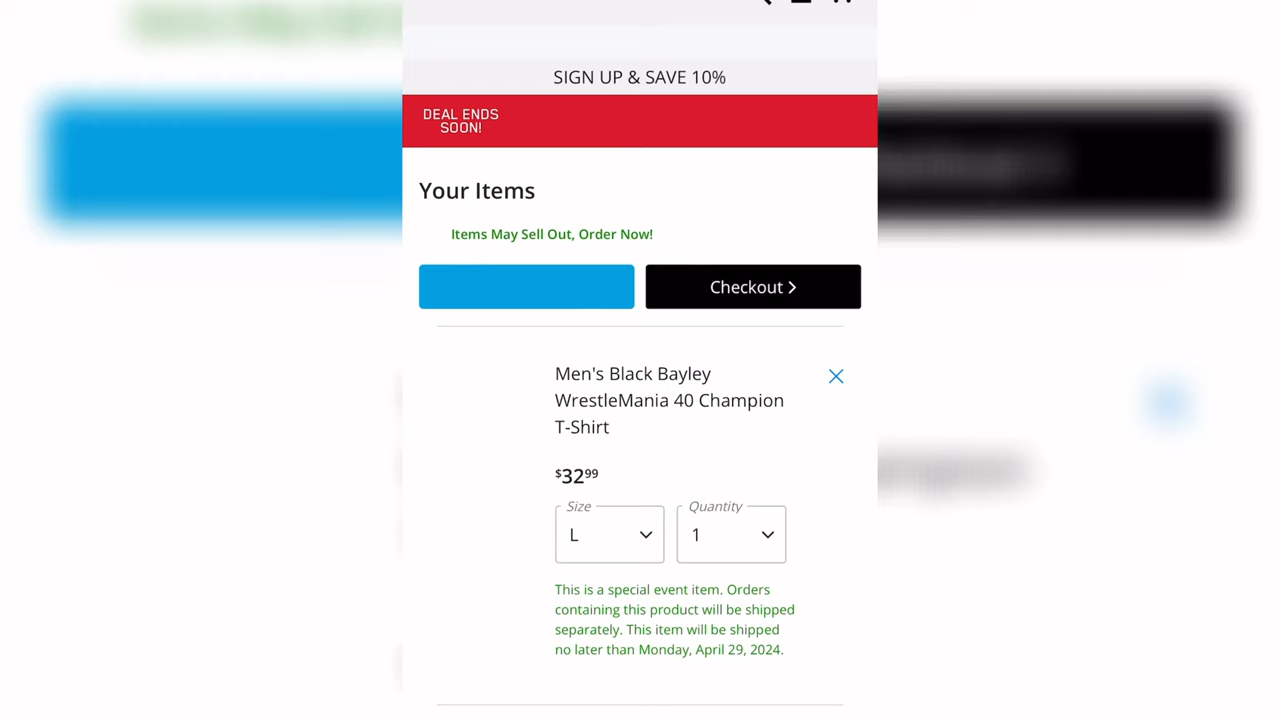 SIGN UP & SAVE 10%
DEAL ENDS
SOON!
Your Items
Items May Sell Out, Order Now!
Checkout
Men's Black Bayley
WrestleMania 40 Champion
T-Shirt
$32.99
Size
Quantity
L
1
This is a special event item. Orders
containing this product will be shipped
separately. This item will be shipped
no later than Monday, April 29, 2024.